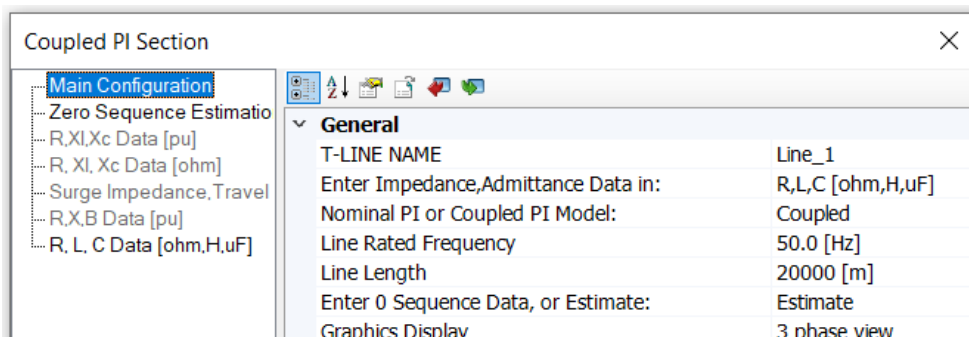 Coupled PI Section
Main Configuration
Zero Sequence Estimatio
R,Xl,Xc Data [pu]
R, Xl, Xc Data [ohm]
Surge Impedance,Travel
R,X,B Data [pu]
R, L, C Data [ohm,H,uF]
General
T-LINE NAME Line_1
Enter Impedance,Admittance Data in: R,L,C [ohm,H,uF]
Nominal PI or Coupled PI Model: Coupled
Line Rated Frequency 50.0 [Hz]
Line Length 20000 [m]
Enter 0 Sequence Data, or Estimate: Estimate
Graphics Display 3 phase view